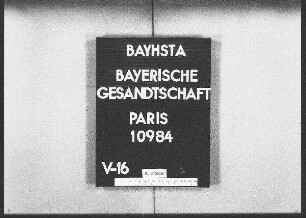 BAYHSTA
BAYERISCHE
GESANDTSCHAFT
PARIS
10984
V-16